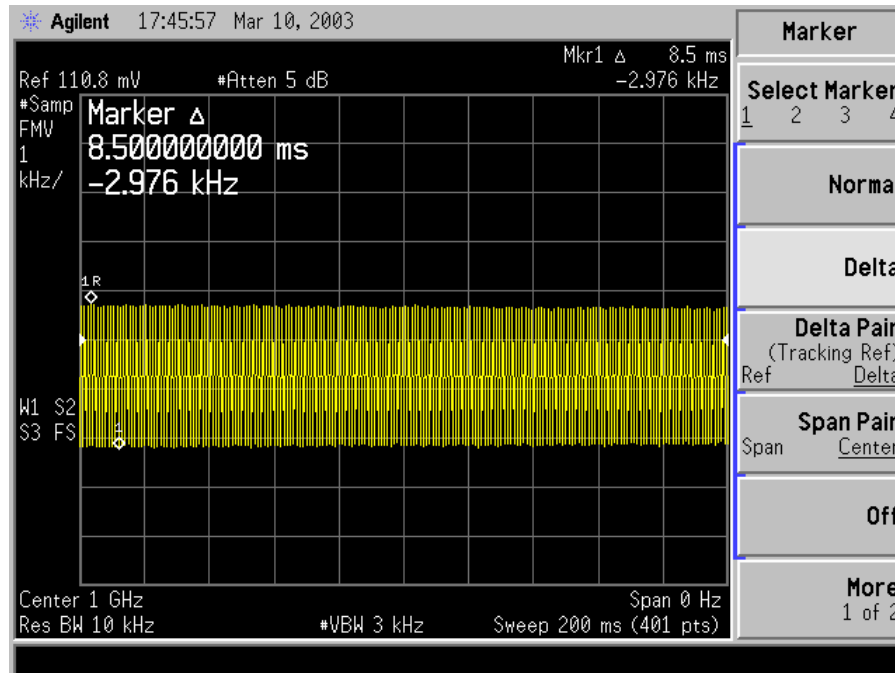 Agilent 17:45:57 Mar 10, 2003
Mkr1 Δ 8.5 ms
Ref 110.8 mV #Atten 5 dB -2.976 kHz
#Samp
FMV
1
kHz/
Marker Δ
8.500000000 ms
-2.976 kHz
1R
1
W1 S2
S3 FS
Center 1 GHz Span 0 Hz
Res BW 10 kHz #VBW 3 kHz Sweep 200 ms (401 pts)
Marker
Select Marker
1 2 3 4
Norma
Delta
Delta Pair
(Tracking Ref)
Ref Delta
Span Pair
Span Center
Off
More
1 of 2